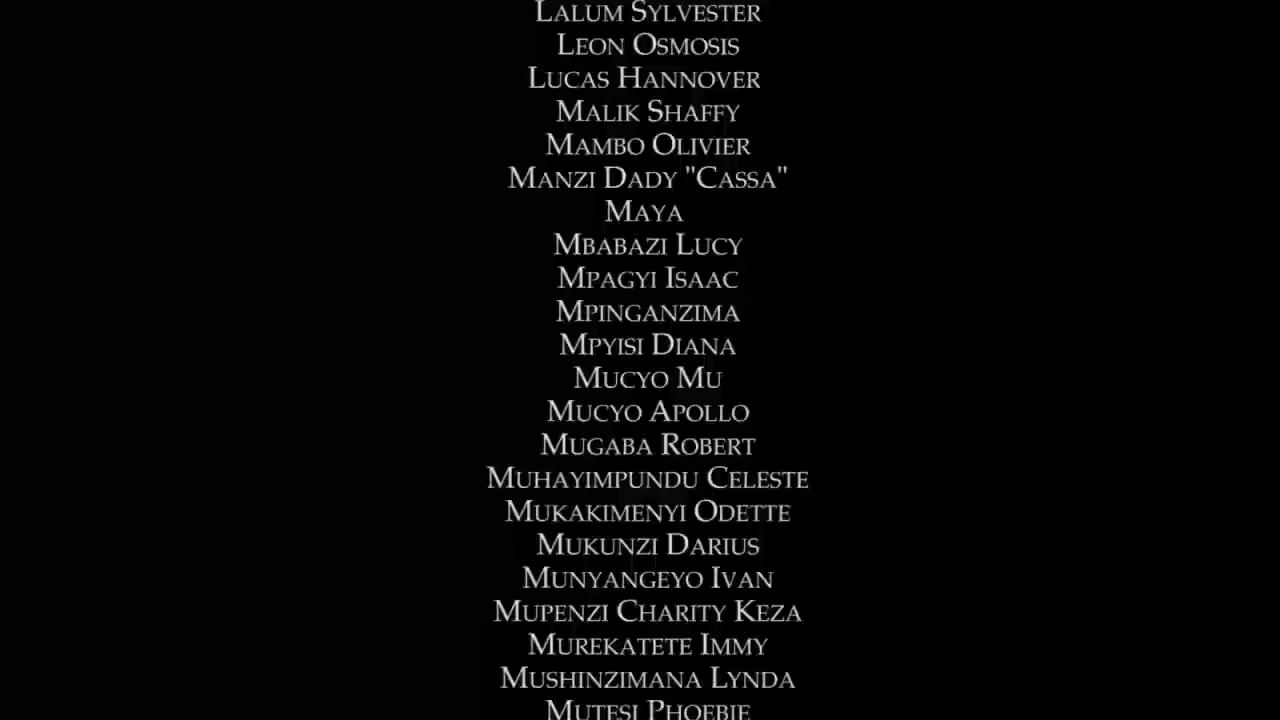 Lalum Sylvester
Leon Osmosis
Lucas Hannover
Malik Shaffy
Mambo Olivier
Manzi Dady "Cassa"
Maya
Mbabazi Lucy
Mpagyi Isaac
Mpinganzima
Mpyisi Diana
Mucyo Mu
Mucyo Apollo
Mugaba Robert
Muhayimpundu Celeste
Mukakimenyi Odette
Mukunzi Darius
Munyangeyo Ivan
Mupenzi Charity Keza
Murekatete Immy
Mushinzimana Lynda
Mutesi Phoebie